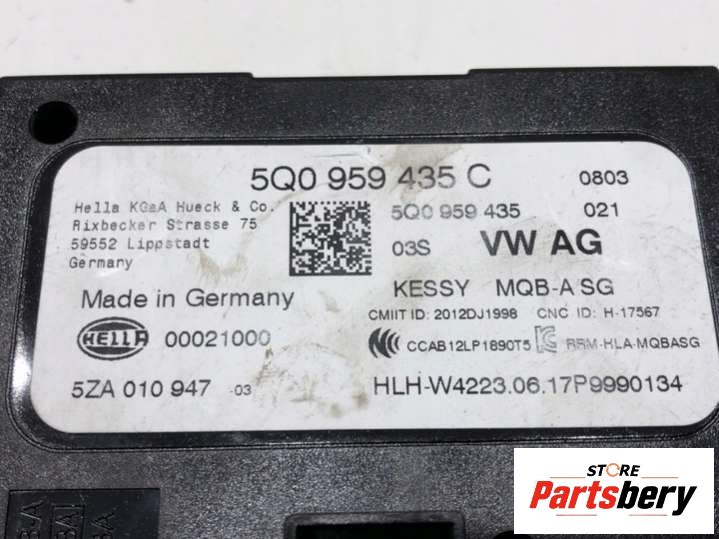 5Q0 959 435 C 0803
Hella KGaA Hueck & Co.
Rixbecker Strasse 75
59552 Lippstadt
Germany
5Q0 959 435 021
03S VW AG
Made in Germany
KESSY MQB-A SG
CMIIT ID: 2012DJ1998 CNC ID: H-17567
HELLA 00021000
CCAB12LP1890T5 RRM-HLA-MQBASG
5ZA 010 947 03
HLH-W4223.06.17P9990134
STORE
Partsbery